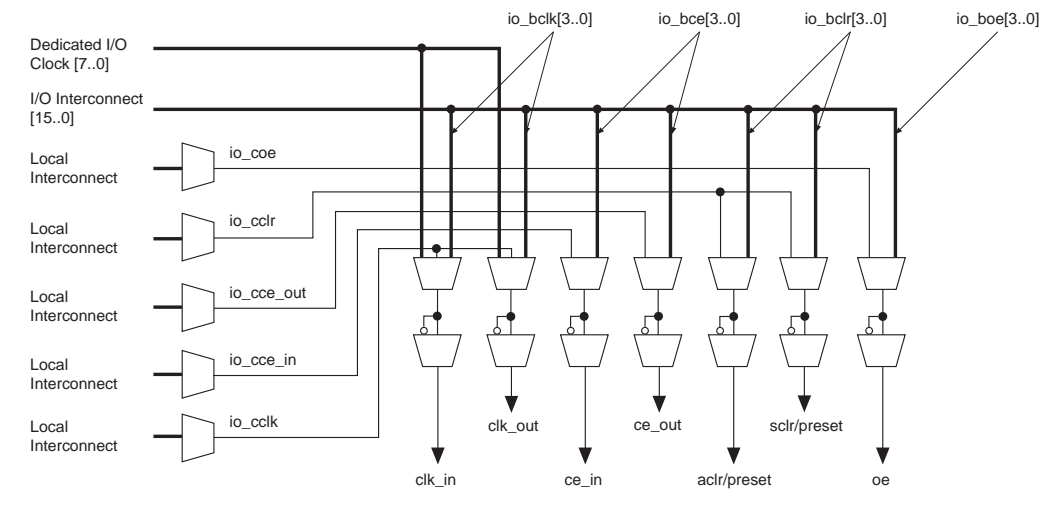 io_bclk[3..0]
io_bce[3..0]
io_bclr[3..0]
io_boe[3..0]
Dedicated I/O
Clock [7..0]
I/O Interconnect
[15..0]
Local
Interconnect
io_coe
Local
Interconnect
io_cclr
Local
Interconnect
io_cce_out
Local
Interconnect
io_cce_in
Local
Interconnect
io_cclk
clk_out
ce_out
sclr/preset
clk_in
ce_in
aclr/preset
oe